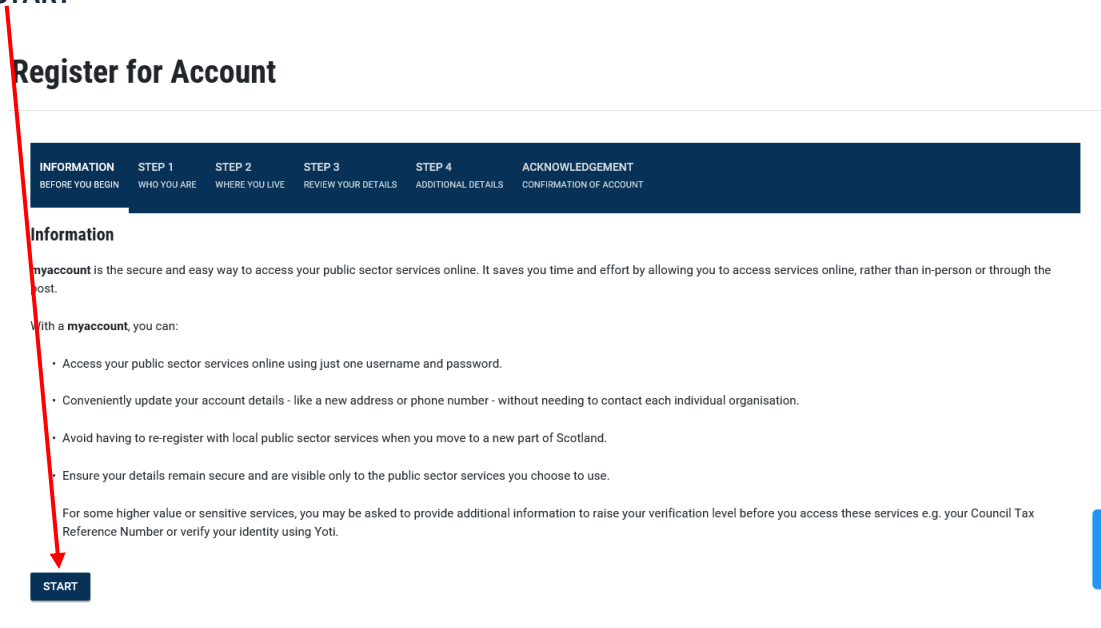 START
Register for Account
INFORMATION STEP 1 STEP 2 STEP 3 STEP 4 ACKNOWLEDGEMENT
BEFORE YOU BEGIN WHO YOU ARE WHERE YOU LIVE REVIEW YOUR DETAILS ADDITIONAL DETAILS CONFIRMATION OF ACCOUNT
Information
myaccount is the secure and easy way to access your public sector services online. It saves you time and effort by allowing you to access services online, rather than in-person or through the
post.
With a myaccount, you can:
• Access your public sector services online using just one username and password.
• Conveniently update your account details - like a new address or phone number - without needing to contact each individual organisation.
• Avoid having to re-register with local public sector services when you move to a new part of Scotland.
• Ensure your details remain secure and are visible only to the public sector services you choose to use.
For some higher value or sensitive services, you may be asked to provide additional information to raise your verification level before you access these services e.g. your Council Tax
Reference Number or verify your identity using Yoti.
START